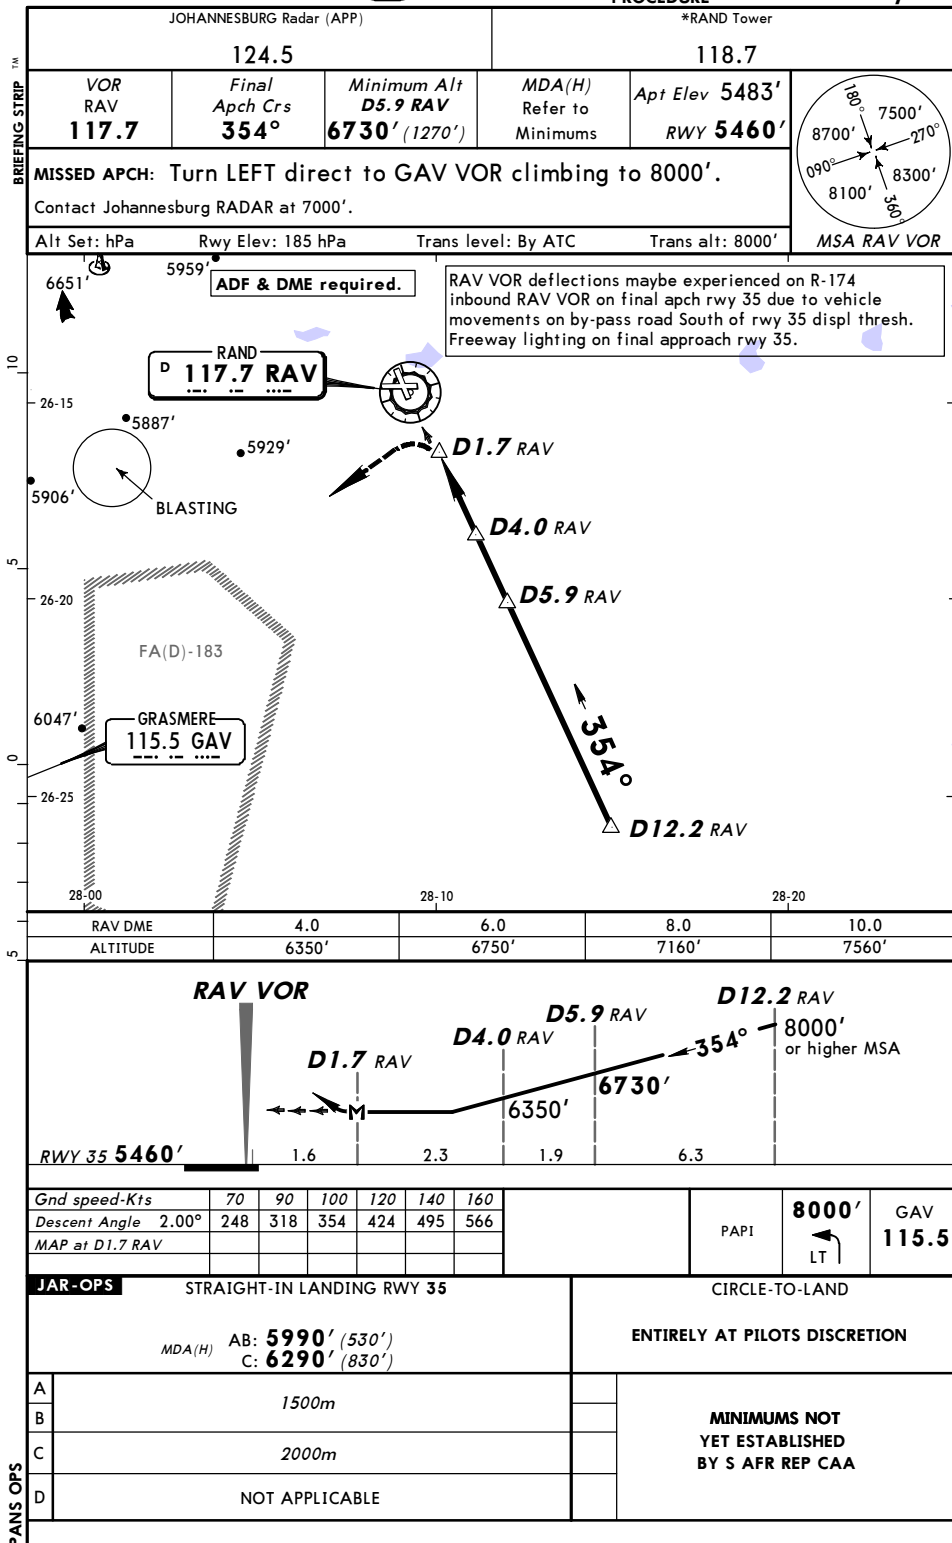 JOHANNESBURG Radar (APP)
124.5
*RAND Tower
118.7
BRIEFING STRIP TM
VOR
RAV
117.7
Final
Apch Crs
354°
Minimum Alt
D5.9 RAV
6730' (1270')
MDA(H)
Refer to
Minimums
Apt Elev 5483'
RWY 5460'
MISSED APCH: Turn LEFT direct to GAV VOR climbing to 8000'.
Contact Johannesburg RADAR at 7000'.
Alt Set: hPa Rwy Elev: 185 hPa Trans level: By ATC Trans alt: 8000'
180°
7500'
8700'
270°
090°
8300'
8100'
360°
MSA RAV VOR
6651'
5959'
ADF & DME required.
RAV VOR deflections maybe experienced on R-174
inbound RAV VOR on final apch rwy 35 due to vehicle
movements on by-pass road South of rwy 35 displ thresh.
Freeway lighting on final approach rwy 35.
10
RAND
D 117.7 RAV
26-15
5887'
5929'
D1.7 RAV
5906'
BLASTING
D4.0 RAV
5
26-20
D5.9 RAV
FA(D)-183
6047'
GRASMERE
115.5 GAV
354°
0
26-25
D12.2 RAV
28-00
28-10
28-20
RAV DME 4.0 6.0 8.0 10.0
ALTITUDE 6350' 6750' 7160' 7560'
5
RAV VOR
D12.2 RAV
D5.9 RAV
D4.0 RAV
D1.7 RAV
354°
8000'
or higher MSA
6730'
6350'
M
RWY 35 5460'
1.6 2.3 1.9 6.3
Gnd speed-Kts 70 90 100 120 140 160
Descent Angle 2.00° 248 318 354 424 495 566
MAP at D1.7 RAV
PAPI
8000'
LT
GAV
115.5
JAR-OPS
STRAIGHT-IN LANDING RWY 35
CIRCLE-TO-LAND
MDA(H)
AB: 5990' (530')
C: 6290' (830')
ENTIRELY AT PILOTS DISCRETION
A
B
1500m
C
2000m
D
NOT APPLICABLE
MINIMUMS NOT
YET ESTABLISHED
BY S AFR REP CAA
PANS OPS